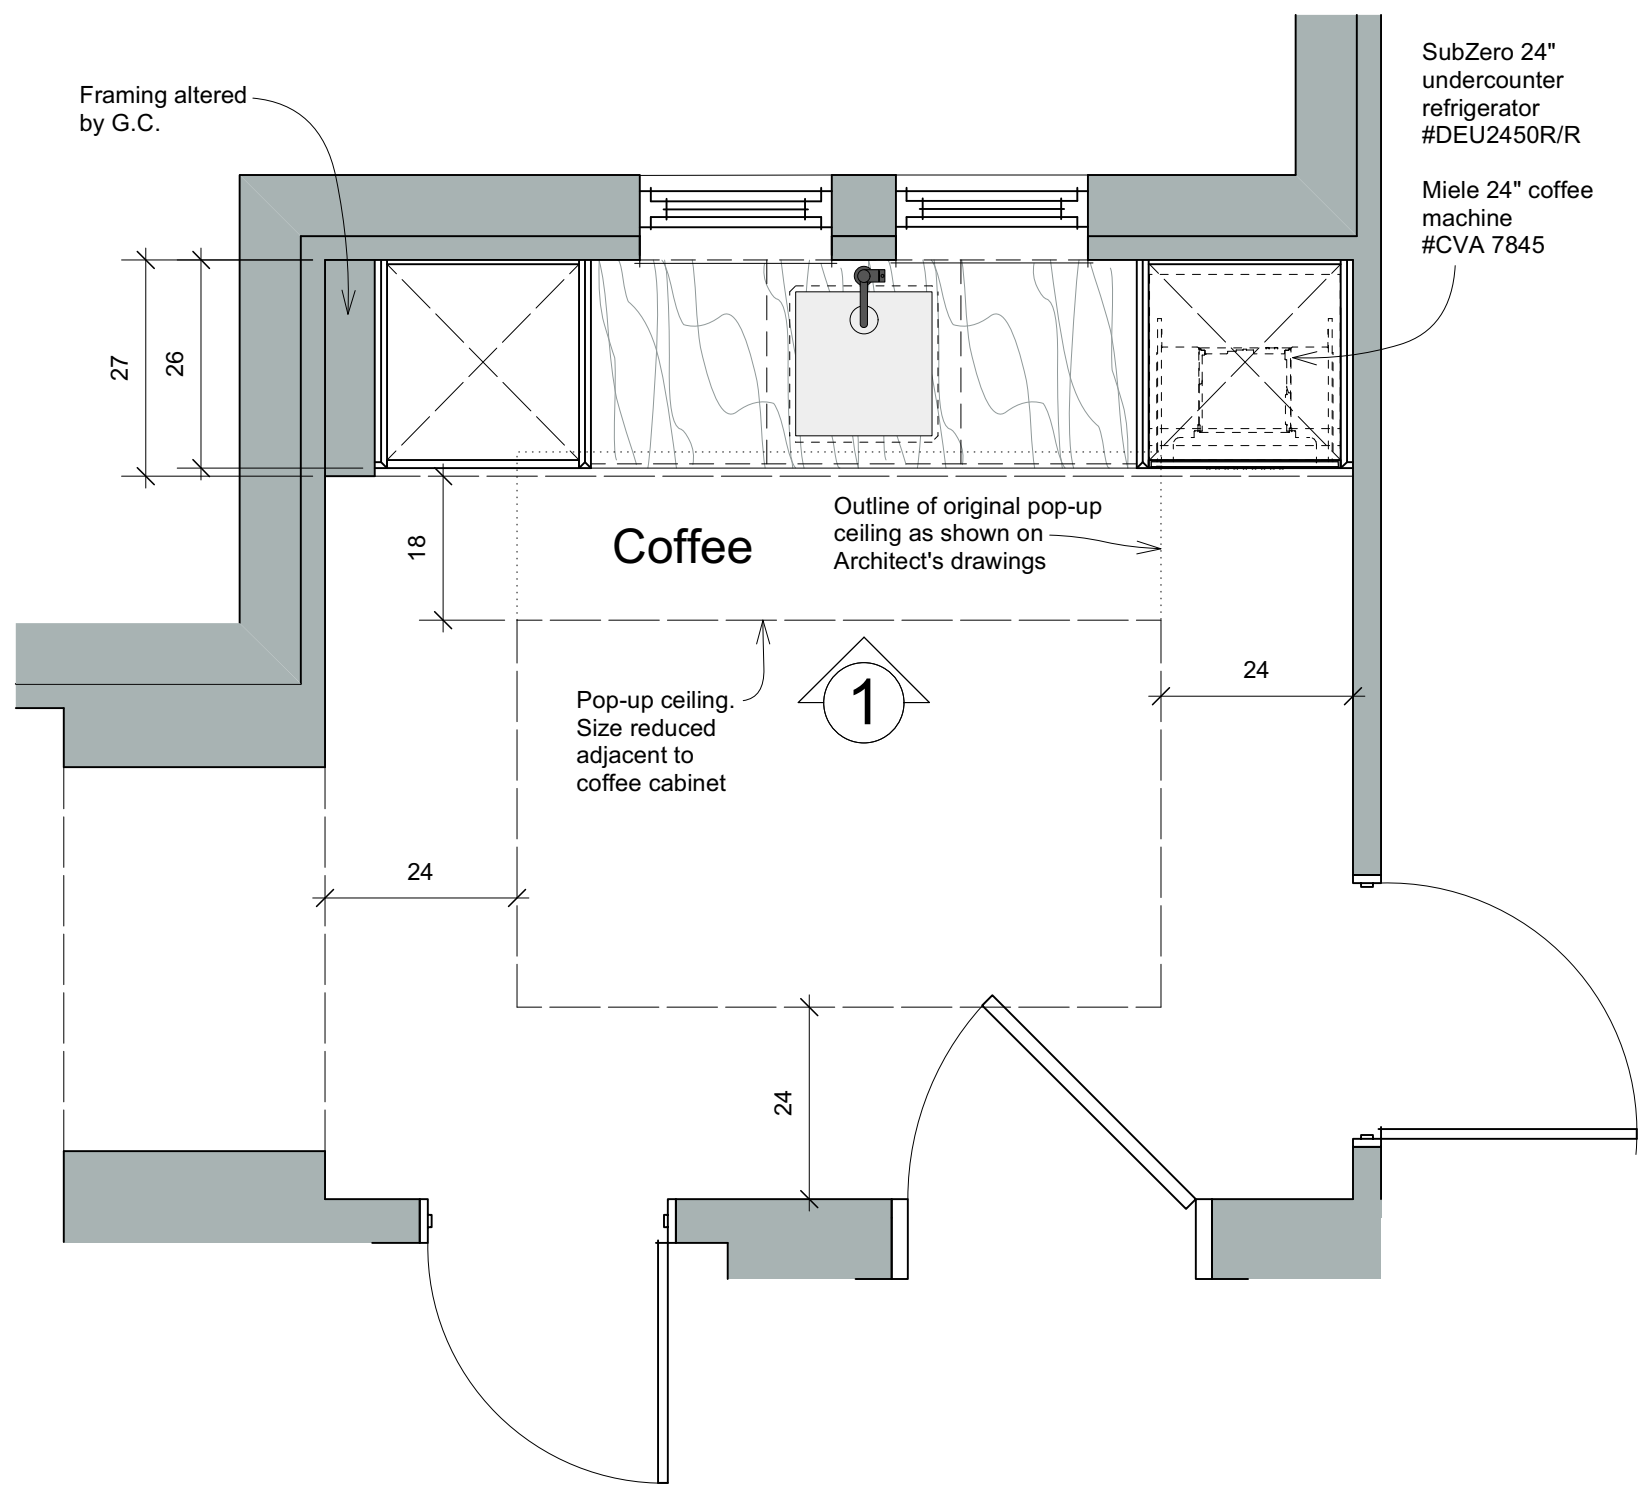 Framing altered
by G.C.
SubZero 24"
undercounter
refrigerator
#DEU2450R/R
Miele 24" coffee
machine
#CVA 7845
27
26
18
Coffee
Outline of original pop-up
ceiling as shown on
Architect's drawings
Pop-up ceiling.
Size reduced
adjacent to
coffee cabinet
1
24
24
24